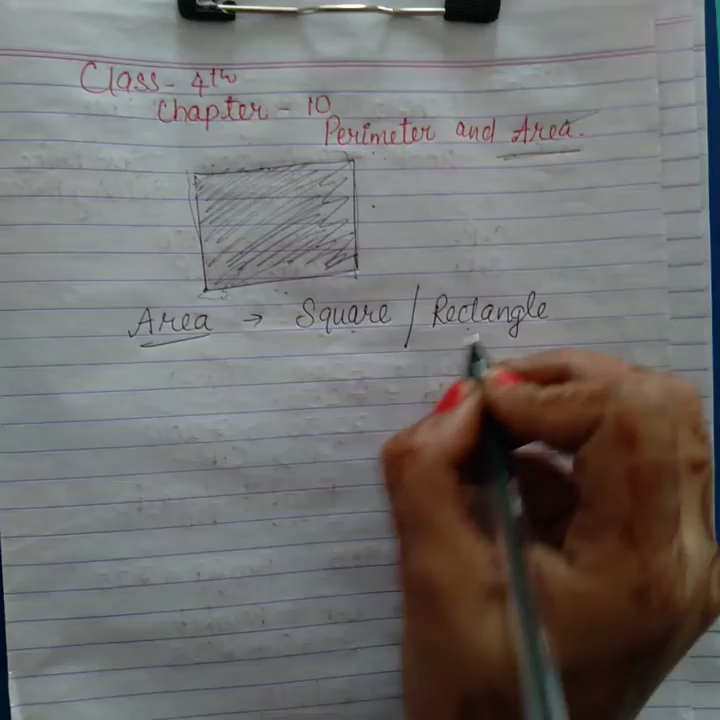 Class - 4th
Chapter - 10
Perimeter and Area.
Area → Square / Rectangle